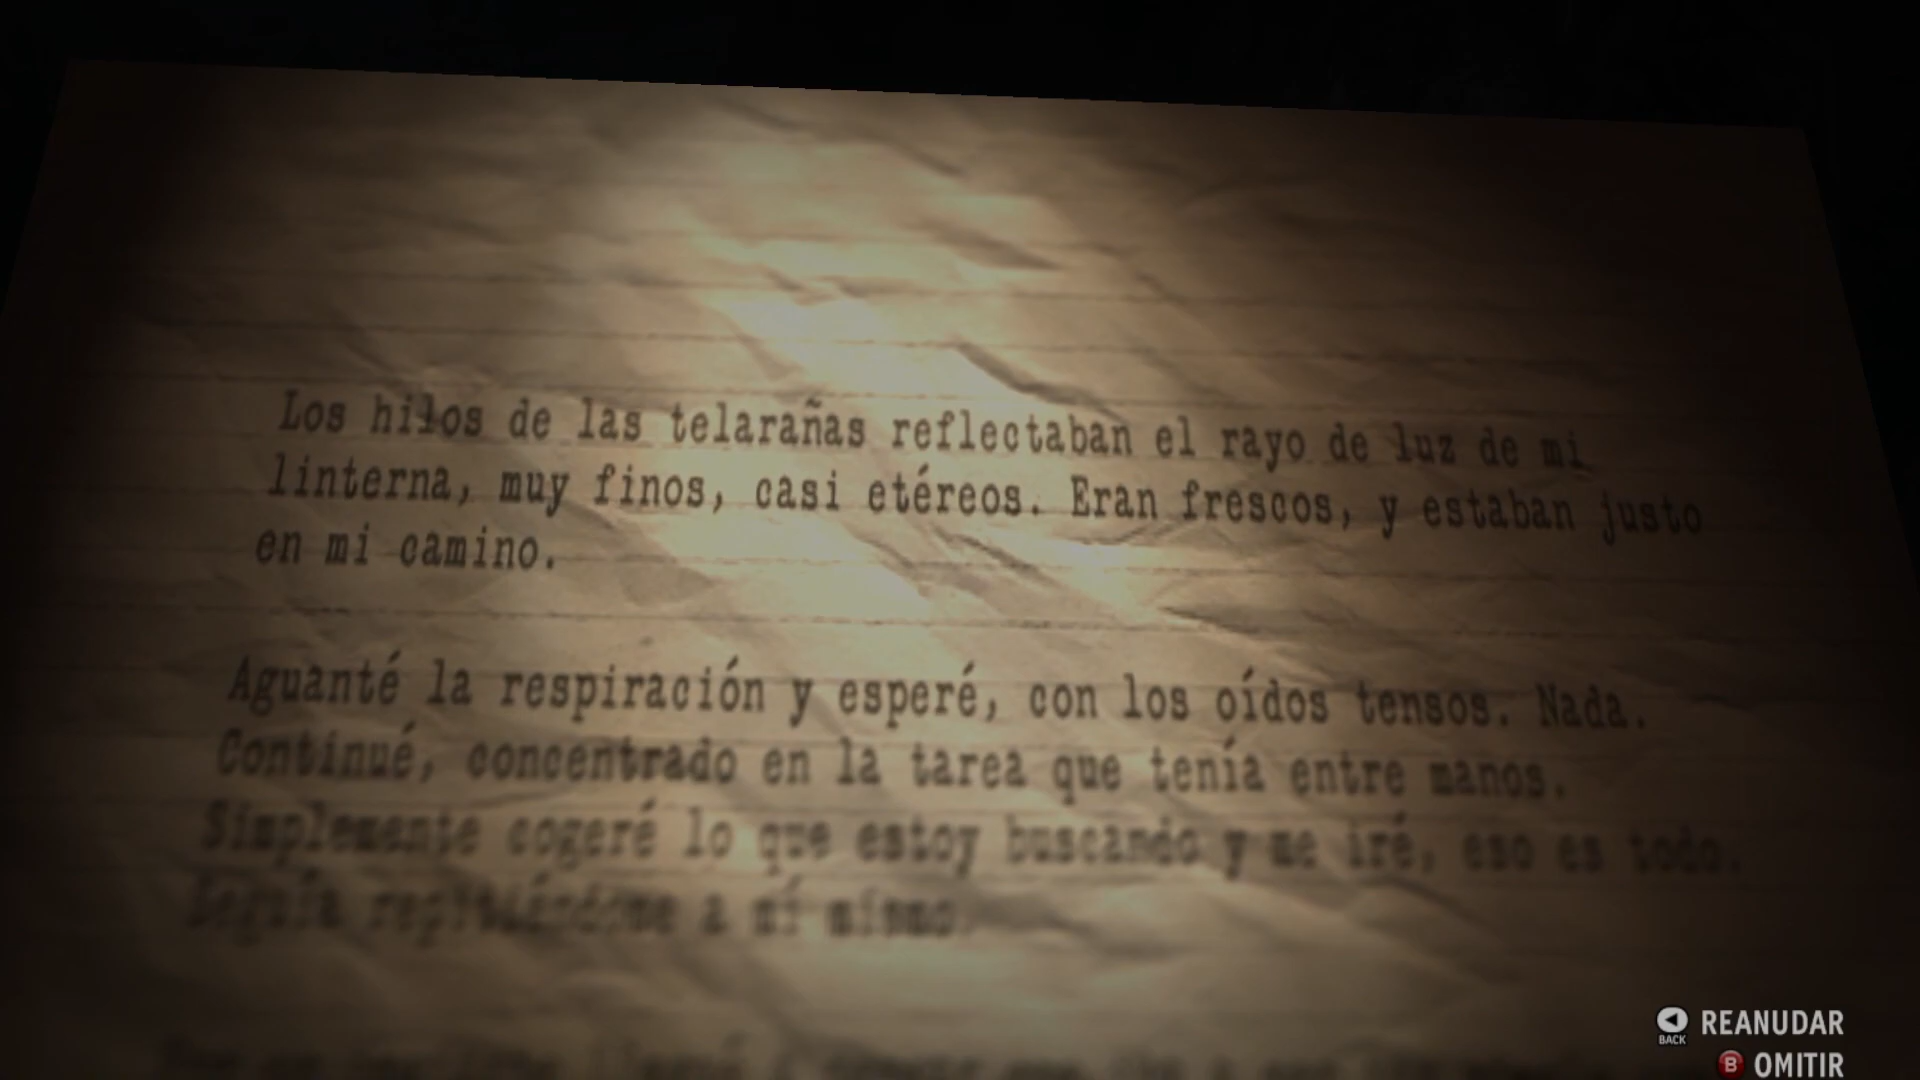 Los hilos de las telarañas reflectaban el rayo de luz de mi
linterna, muy finos, casi etéreos. Eran frescos, y estaban justo
en mi camino.
Aguanté la respiración y esperé, con los oídos tensos. Nada.
Continué, concentrado en la tarea que tenía entre manos.
Simplemente cogeré lo que estoy buscando y me iré, eso es todo.
Seguía repitiéndome a mí mismo.
REANUDAR
BACK
B OMITIR